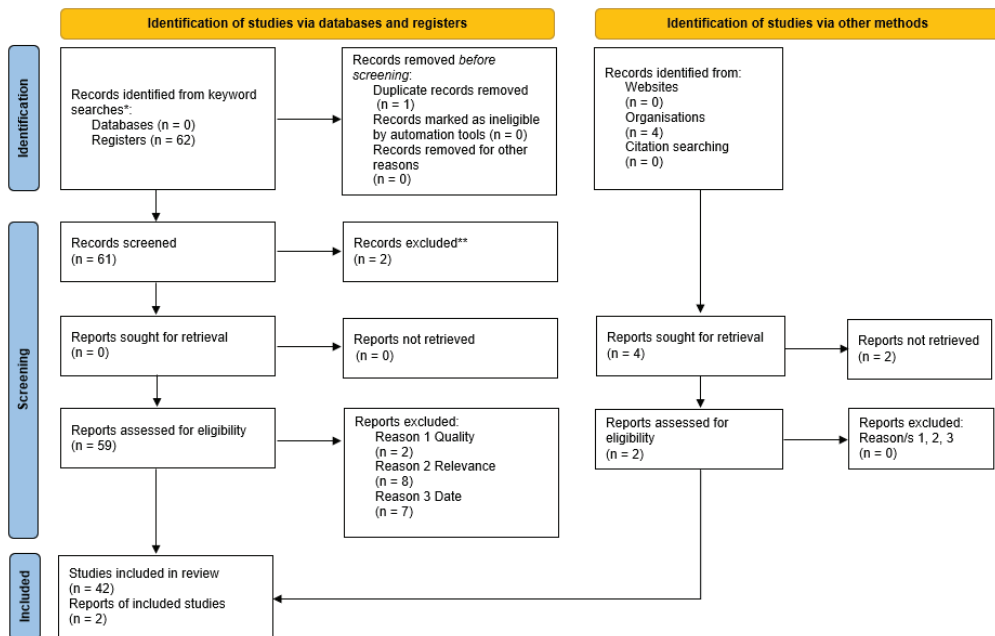 Identification of studies via databases and registers
Identification of studies via other methods
Identification
Records identified from keyword
searches*:
Databases (n = 0)
Registers (n = 62)
Records removed before
screening:
Duplicate records removed
(n = 1)
Records marked as ineligible
by automation tools (n = 0)
Records removed for other
reasons
(n = 0)
Records identified from:
Websites
(n = 0)
Organisations
(n = 4)
Citation searching
(n = 0)
Screening
Records screened
(n = 61)
Records excluded**
(n = 2)
Reports sought for retrieval
(n = 0)
Reports not retrieved
(n = 0)
Reports sought for retrieval
(n = 4)
Reports not retrieved
(n = 2)
Reports assessed for eligibility
(n = 59)
Reports excluded:
Reason 1 Quality
(n = 2)
Reason 2 Relevance
(n = 8)
Reason 3 Date
(n = 7)
Reports assessed for
eligibility
(n = 2)
Reports excluded:
Reason/s 1, 2, 3
(n = 0)
Included
Studies included in review
(n = 42)
Reports of included studies
(n = 2)